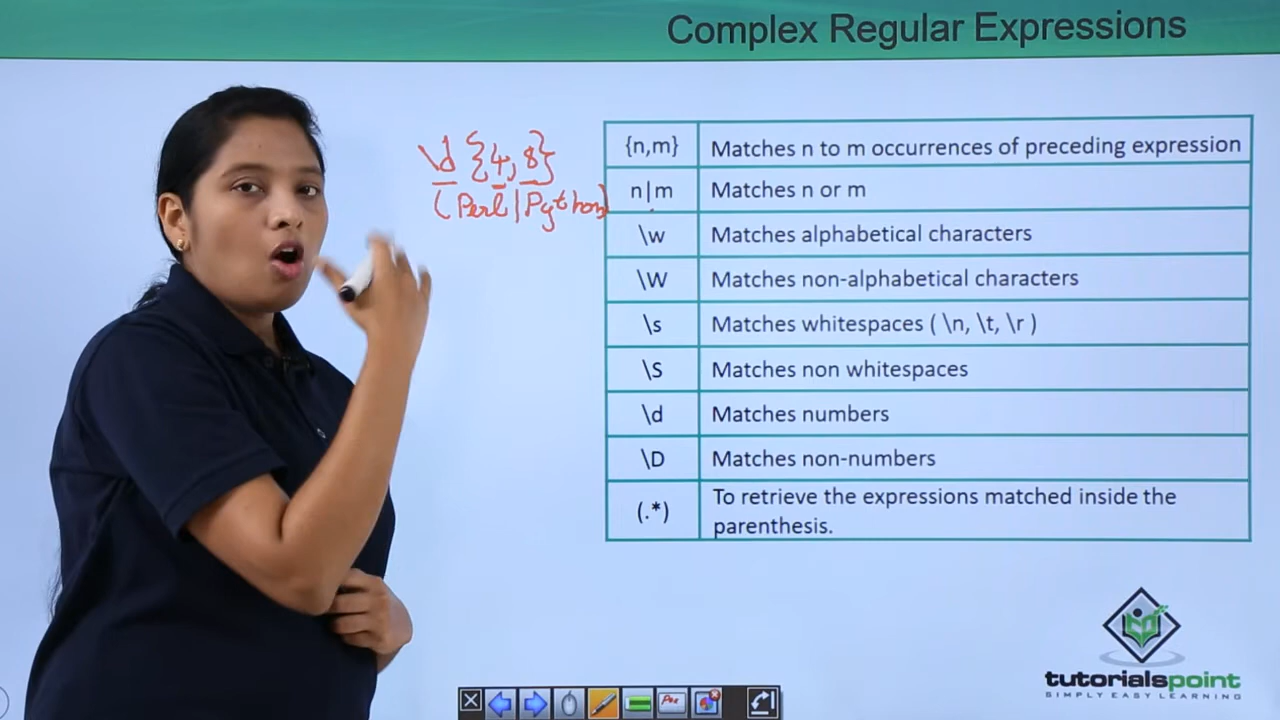 Complex Regular Expressions
\d {4,8}
(Perl|Python)
{n,m} Matches n to m occurrences of preceding expression
n|m Matches n or m
\w Matches alphabetical characters
\W Matches non-alphabetical characters
\s Matches whitespaces ( \n, \t, \r )
\S Matches non whitespaces
\d Matches numbers
\D Matches non-numbers
(.*) To retrieve the expressions matched inside the
parenthesis.
tutorialspoint
SIMPLY EASY LEARNING